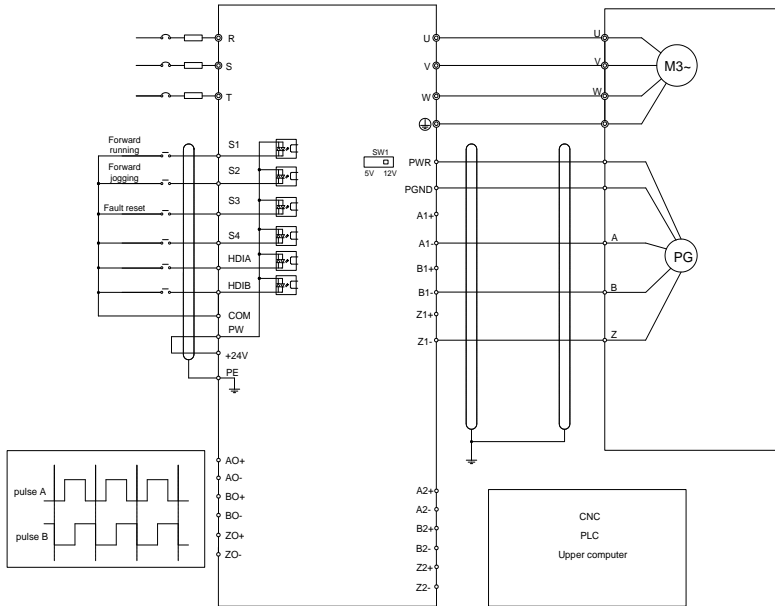 R
S
T
Forward
running
Forward
jogging
Fault reset
S1
S2
S3
S4
HDIA
HDIB
COM
PW
+24V
PE
SW1
5V 12V
U
V
W
PWR
PGND
A1+
A1-
B1+
B1-
Z1+
Z1-
U
V
W
M3~
A
B
Z
PG
AO+
AO-
BO+
BO-
ZO+
ZO-
pulse A
pulse B
A2+
A2-
B2+
B2-
Z2+
Z2-
CNC
PLC
Upper computer